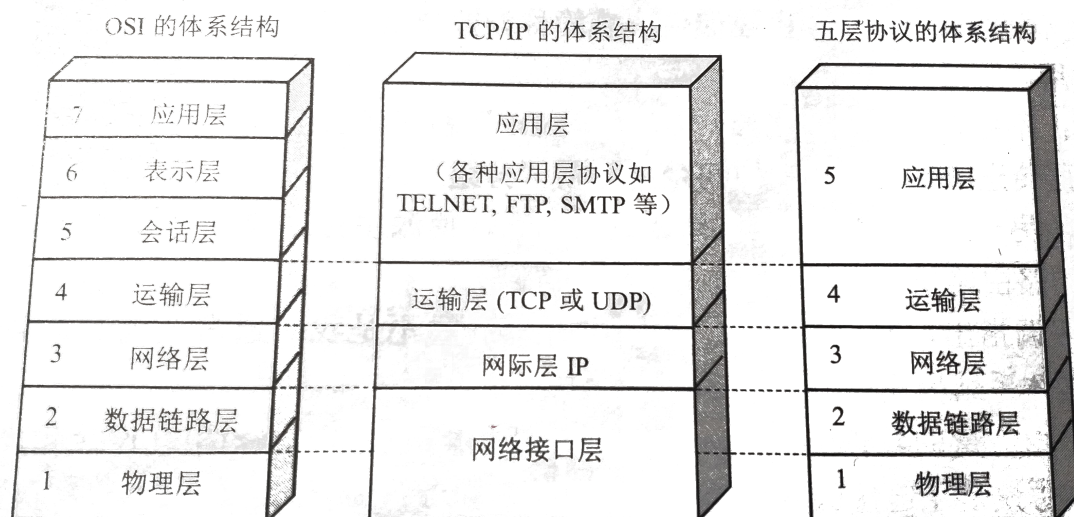 OSI 的体系结构
7 应用层
6 表示层
5 会话层
4 运输层
3 网络层
2 数据链路层
1 物理层
TCP/IP 的体系结构
应用层
（各种应用层协议如
TELNET, FTP, SMTP 等）
运输层 (TCP 或 UDP)
网际层 IP
网络接口层
五层协议的体系结构
5 应用层
4 运输层
3 网络层
2 数据链路层
1 物理层